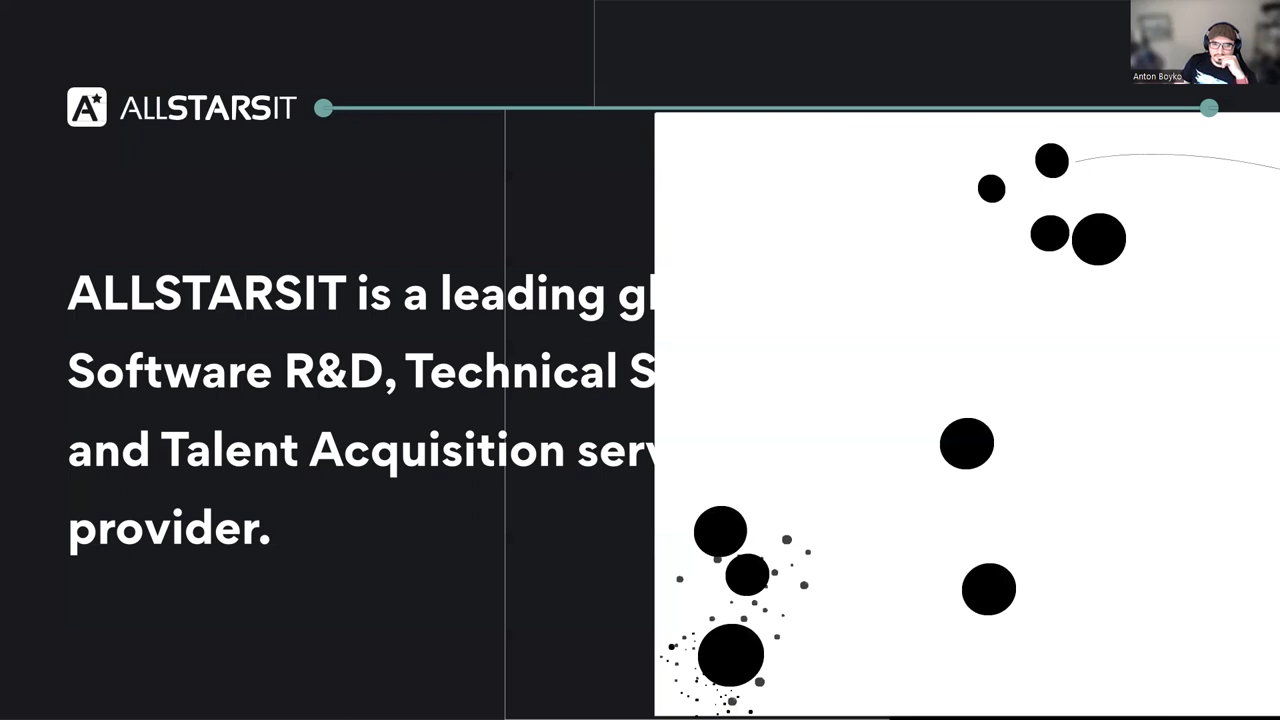 Anton Boyko
ALLSTARSIT
ALLSTARSIT is a leading gl
Software R&D, Technical S
and Talent Acquisition serv
provider.